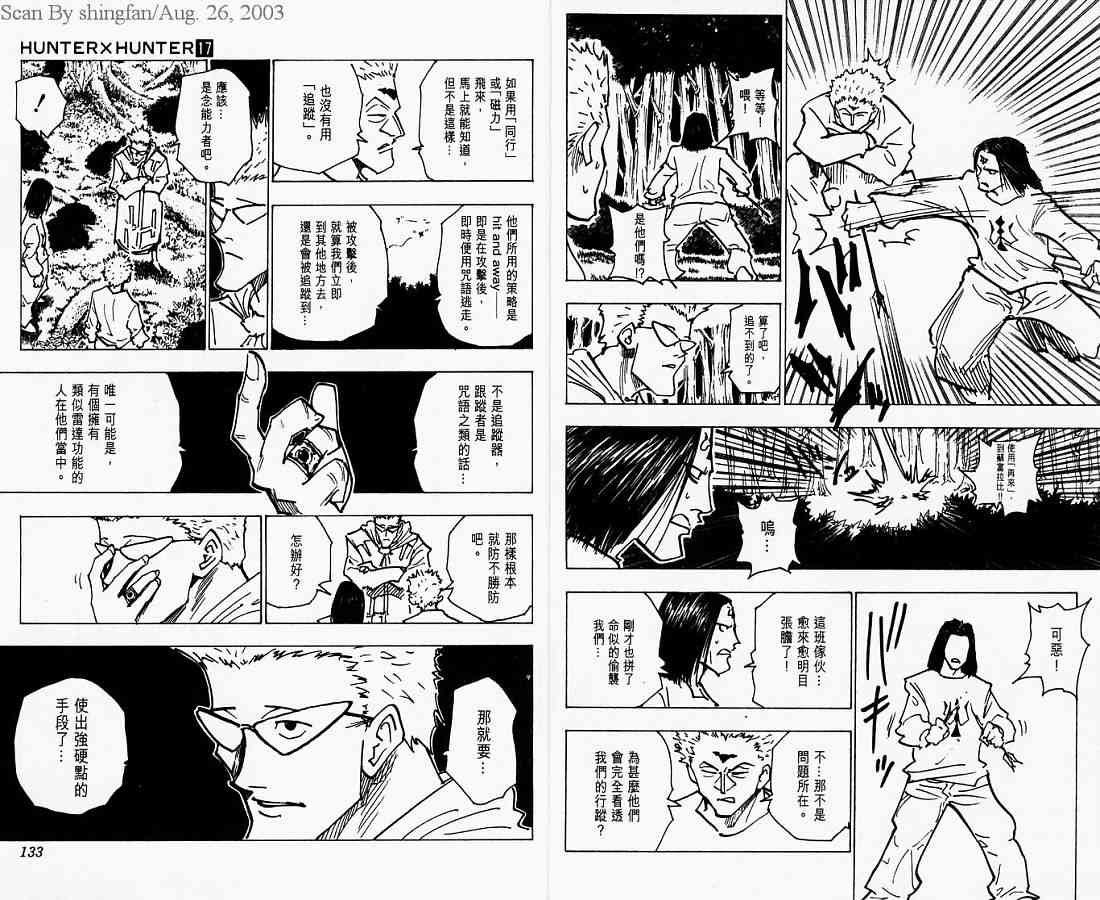 Scan By shingfan/Aug. 26, 2003
HUNTER×HUNTER17
等等！
喂！
是他們嗎！？
算了吧，
追不到的了。
使用「再來」，
到蘇富拉比！！
嗚…
可惡！
這班傢伙…
愈來愈明目
張膽了！
剛才也拼了
命似的偷襲
我們…
不…那不是
問題所在。
為甚麼他們
會完全看透
我們的行蹤？
如果用「同行」
或「磁力」
飛來，
馬上就能知道，
但不是這樣…
也沒有用
「追蹤」。
應該…
是念能力者吧。
！
他們所用的策略是
hit and away——
即是在攻擊後，
即時便用咒語逃走。
被攻擊後，
就算我們立即
到其他地方去，
還是會被追蹤到…
不是追蹤器，
跟蹤者是
咒語之類的話…
唯一可能是，
有個擁有
類似雷達功能的
人在他們當中。
那樣根本
就防不勝防
吧。
怎辦好？
那就要…
使出強硬點的
手段了…
133